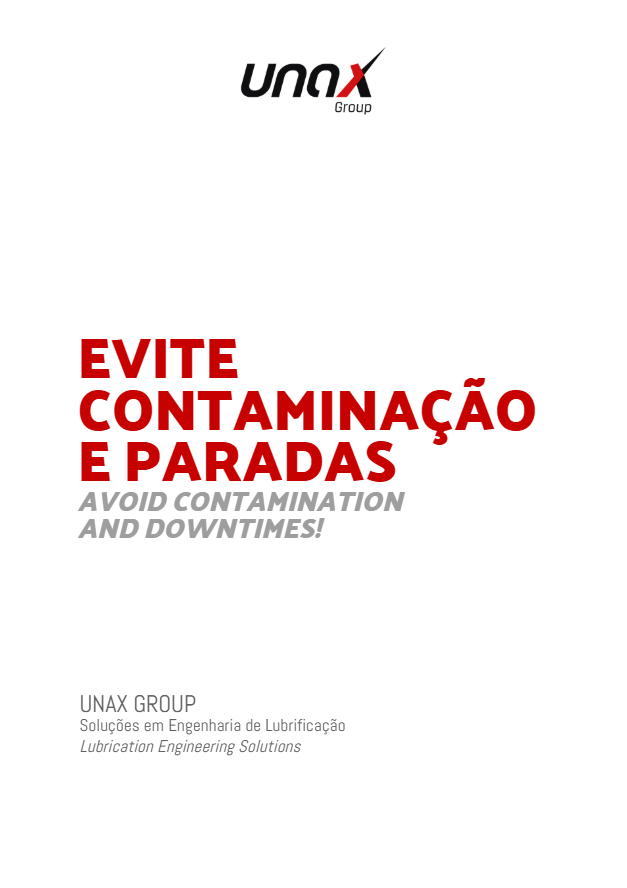 unax
Group
EVITE
CONTAMINAÇÃO
E PARADAS
AVOID CONTAMINATION
AND DOWNTIMES!
UNAX GROUP
Soluções em Engenharia de Lubrificação
Lubrication Engineering Solutions